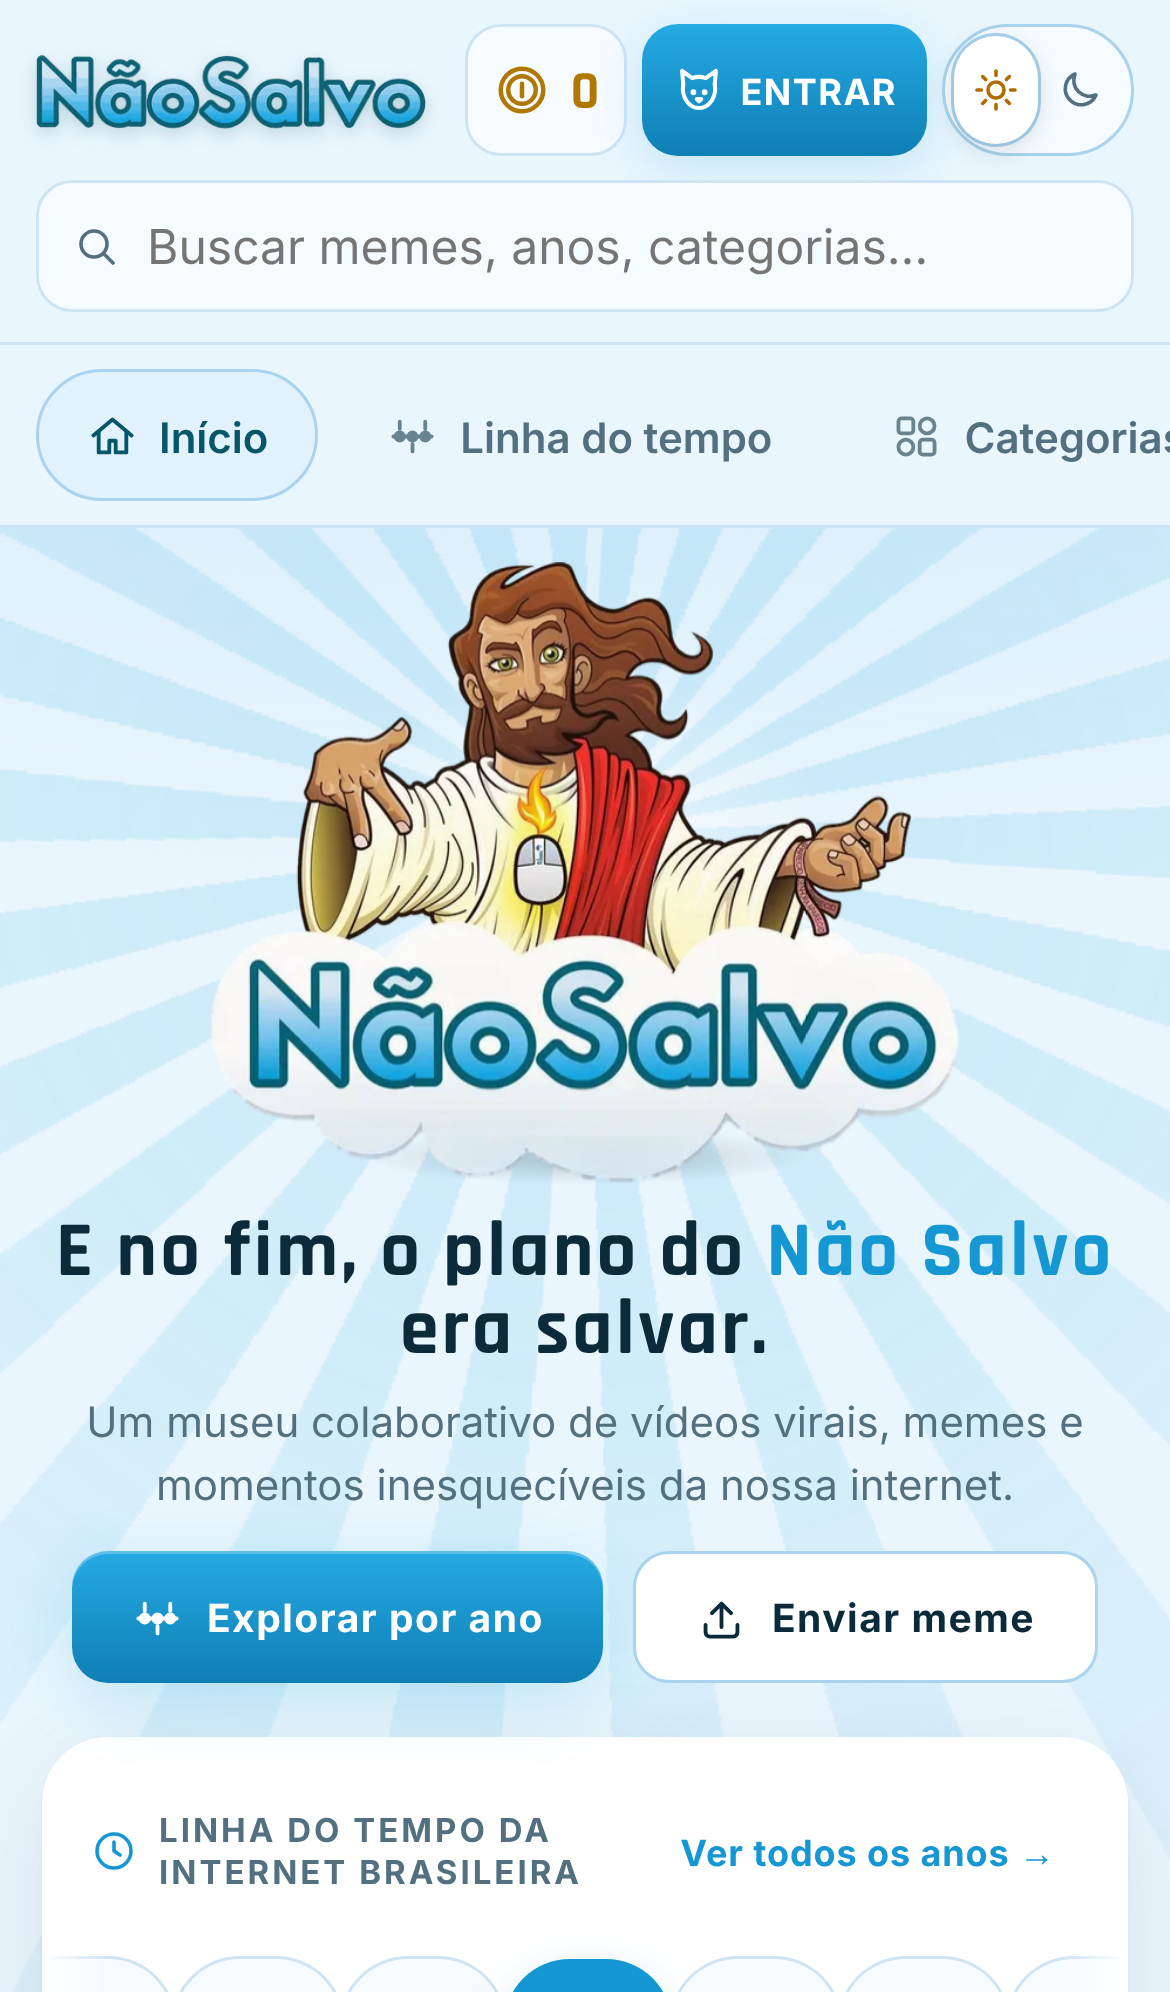 NãoSalvo
0
ENTRAR
Buscar memes, anos, categorias...
Início
Linha do tempo
Categorias
NãoSalvo
E no fim, o plano do Não Salvo
era salvar.
Um museu colaborativo de vídeos virais, memes e
momentos inesquecíveis da nossa internet.
Explorar por ano
Enviar meme
LINHA DO TEMPO DA
INTERNET BRASILEIRA
Ver todos os anos →